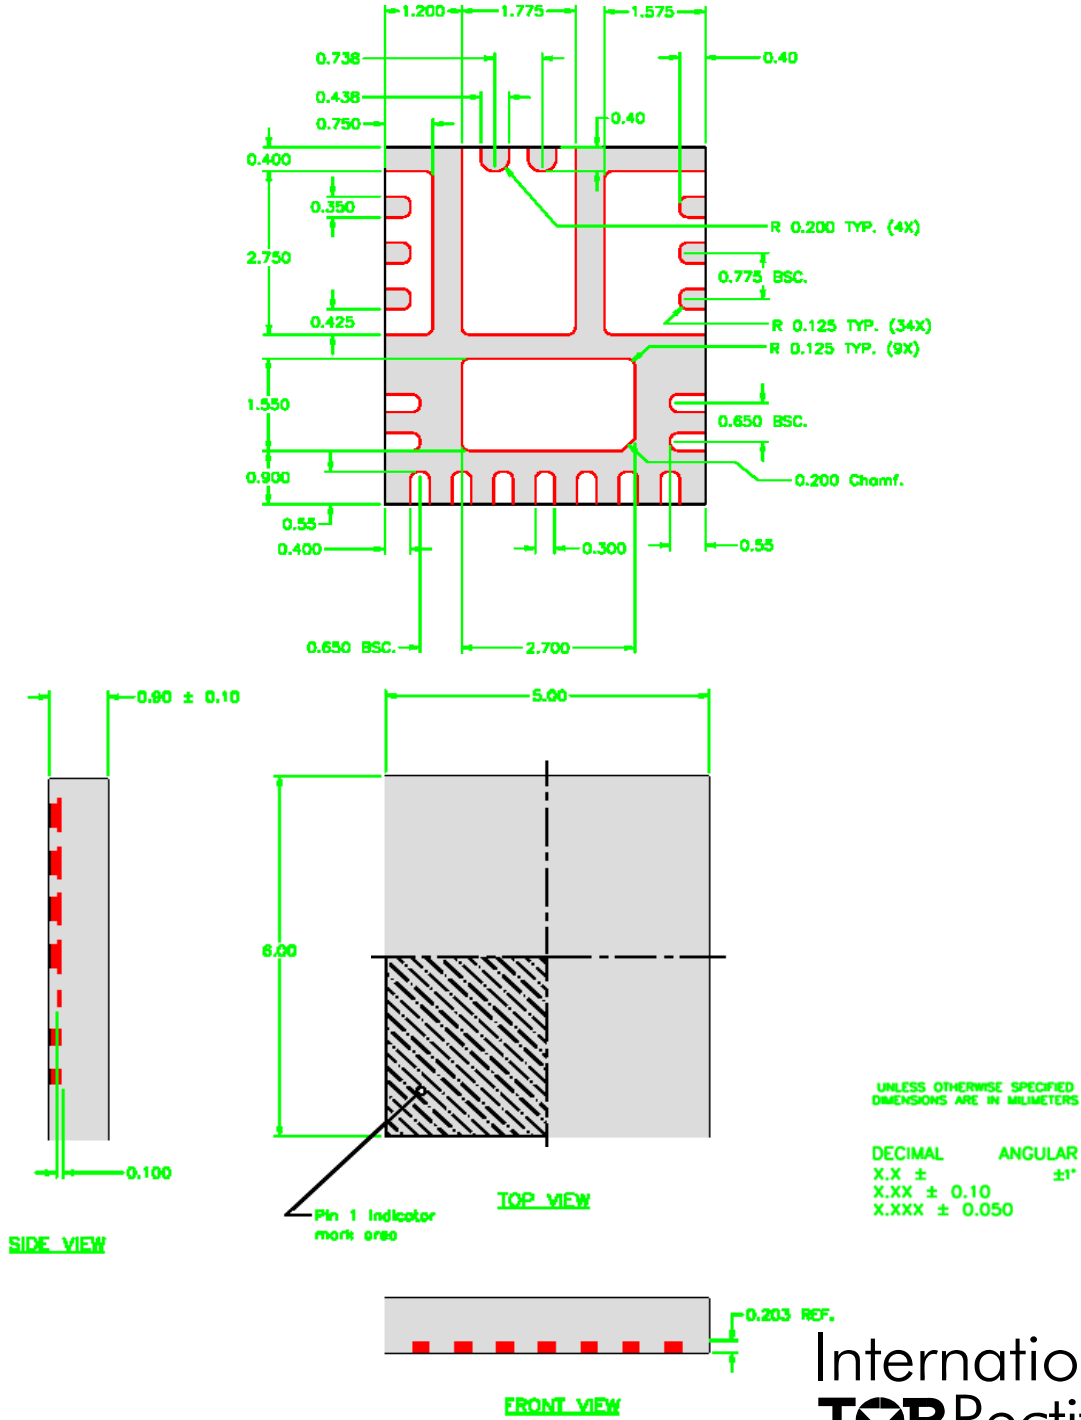 1.200 1.775 1.575
0.738 0.40
0.438
0.750 0.40
0.400
0.350
R 0.200 TYP. (4X)
2.750
0.775 BSC.
0.425
R 0.125 TYP. (34X)
R 0.125 TYP. (9X)
1.550
0.650 BSC.
0.900
0.200 Chamf.
0.55
0.400 0.300 0.55
0.650 BSC. 2.700
0.90 ± 0.10 5.00
6.00
UNLESS OTHERWISE SPECIFIED
DIMENSIONS ARE IN MILIMETERS
DECIMAL ANGULAR
X.X ± ±1°
X.XX ± 0.10
X.XXX ± 0.050
0.100
TOP VIEW
Pin 1 Indicator
mark area
SIDE VIEW
0.203 REF.
Internatio
FRONT VIEW